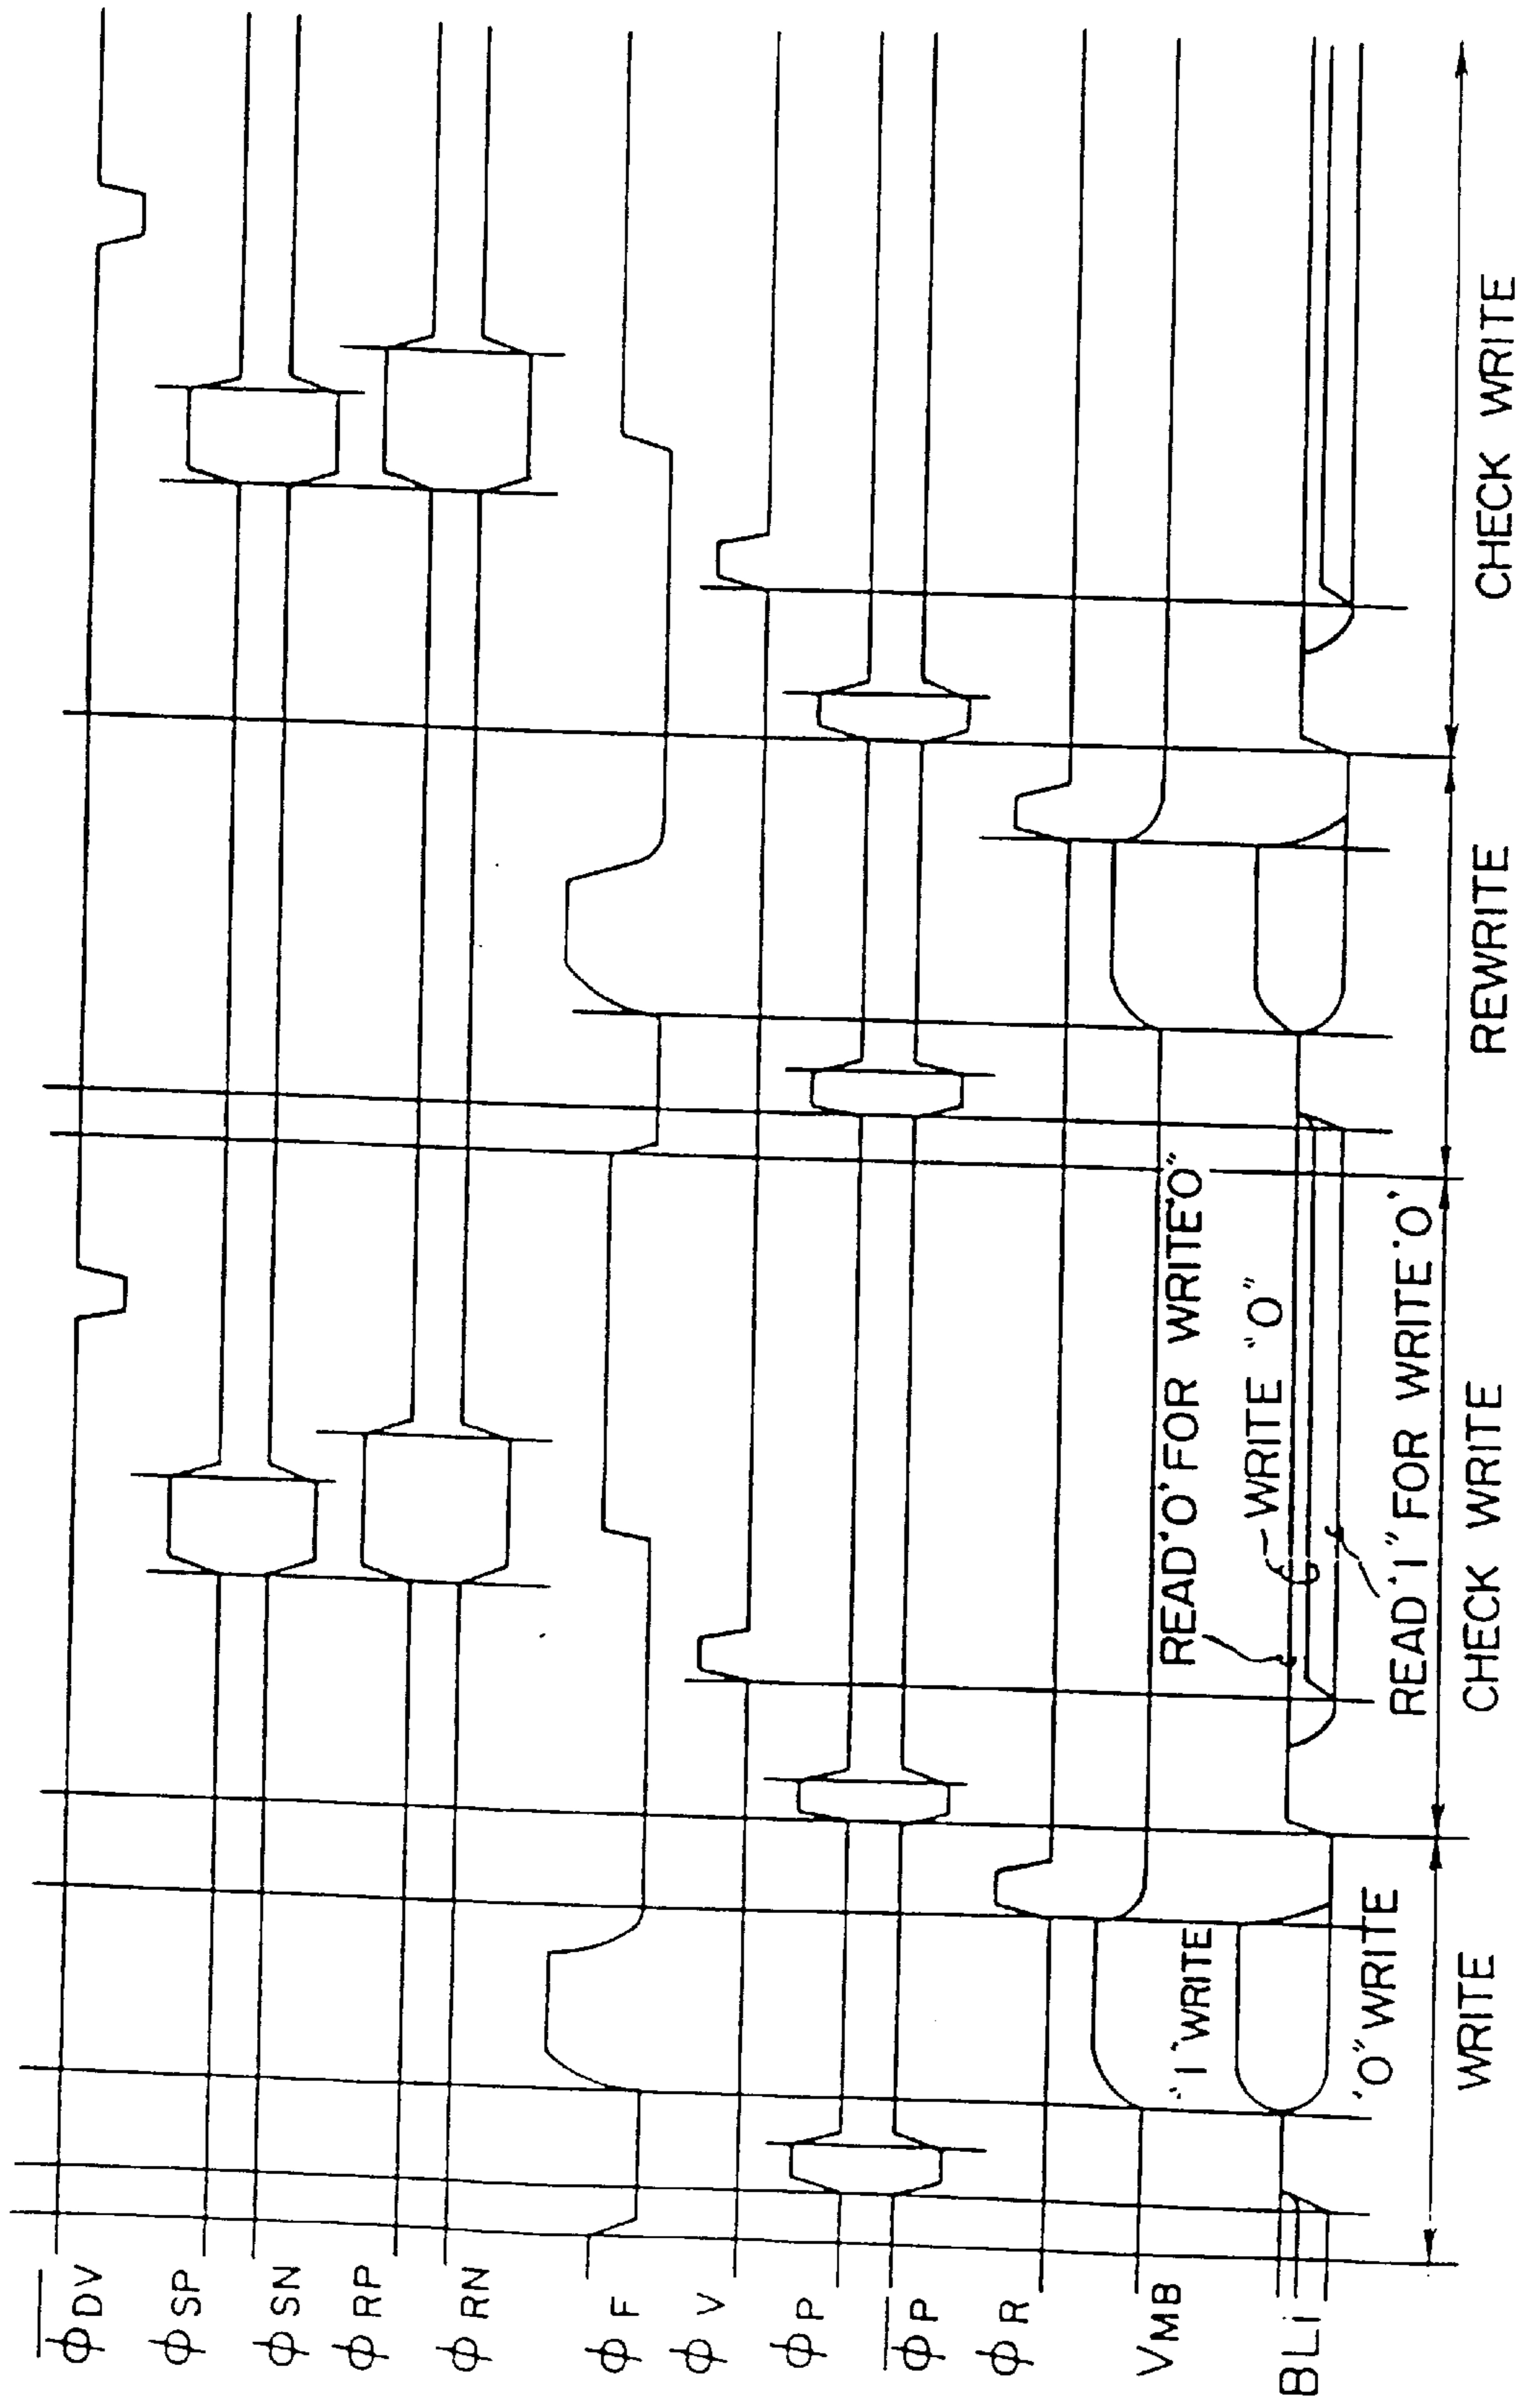 ϕDV
ϕSP
ϕSN
ϕRP
ϕRN
ϕF
ϕV
ϕP
ϕP
ϕR
VMB
BLi
"1" WRITE
"0" WRITE
READ "0" FOR WRITE "0"
WRITE "0"
READ "1" FOR WRITE "0"
WRITE
CHECK WRITE
REWRITE
CHECK WRITE